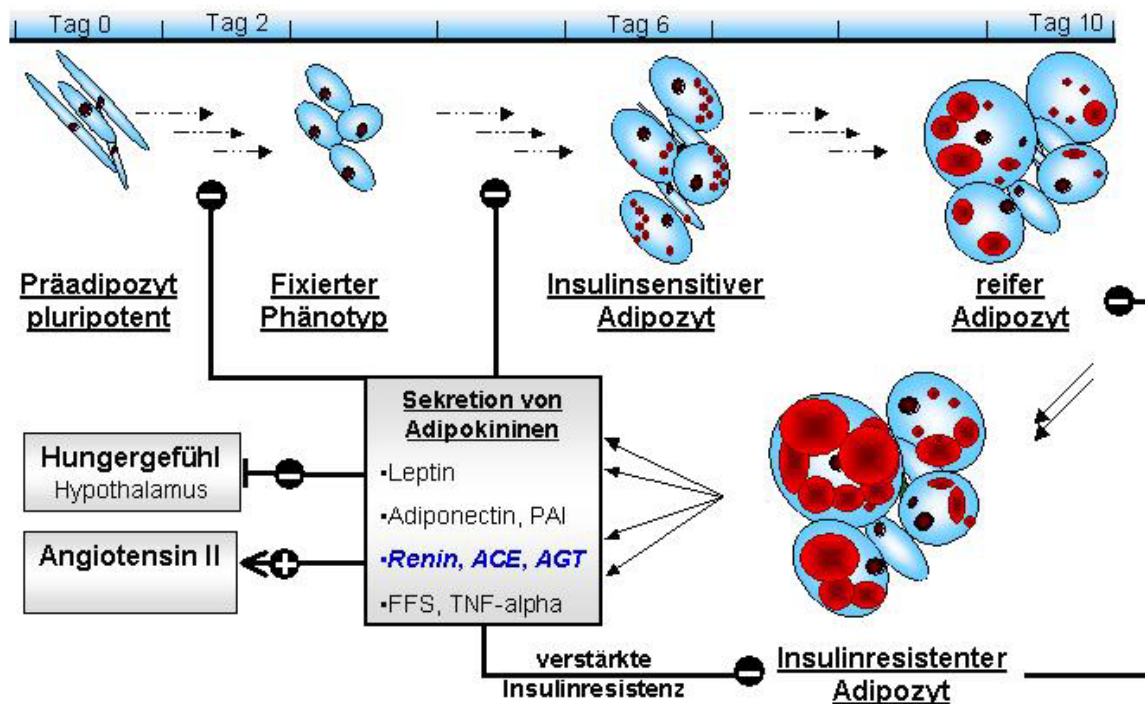 Tag 0 Tag 2 Tag 6 Tag 10
Präadipozyt
pluripotent
Fixierter
Phänotyp
Insulinsensitiver
Adipozyt
reifer
Adipozyt
Sekretion von
Adipokininen
▪Leptin
▪Adiponectin, PAI
▪Renin, ACE, AGT
▪FFS, TNF-alpha
Hungergefühl
Hypothalamus
Angiotensin II
verstärkte
Insulinresistenz
Insulinresistenter
Adipozyt